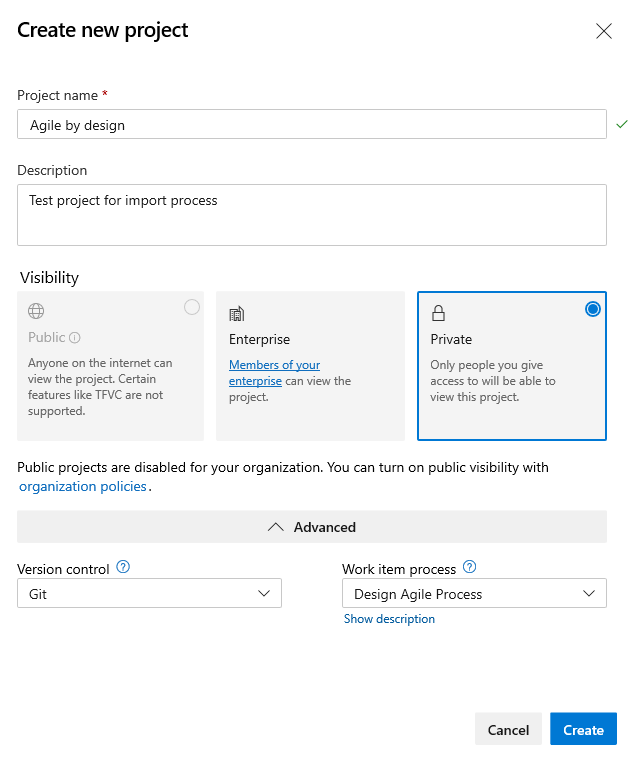 Create new project
Project name *
Agile by design
Description
Test project for import process
Visibility
Public
Anyone on the internet can
view the project. Certain
features like TFVC are not
supported.
Enterprise
Members of your
enterprise can view the
project.
Private
Only people you give
access to will be able to
view this project.
Public projects are disabled for your organization. You can turn on public visibility with
organization policies.
Advanced
Version control ?
Git
Work item process ?
Design Agile Process
Show description
Cancel
Create